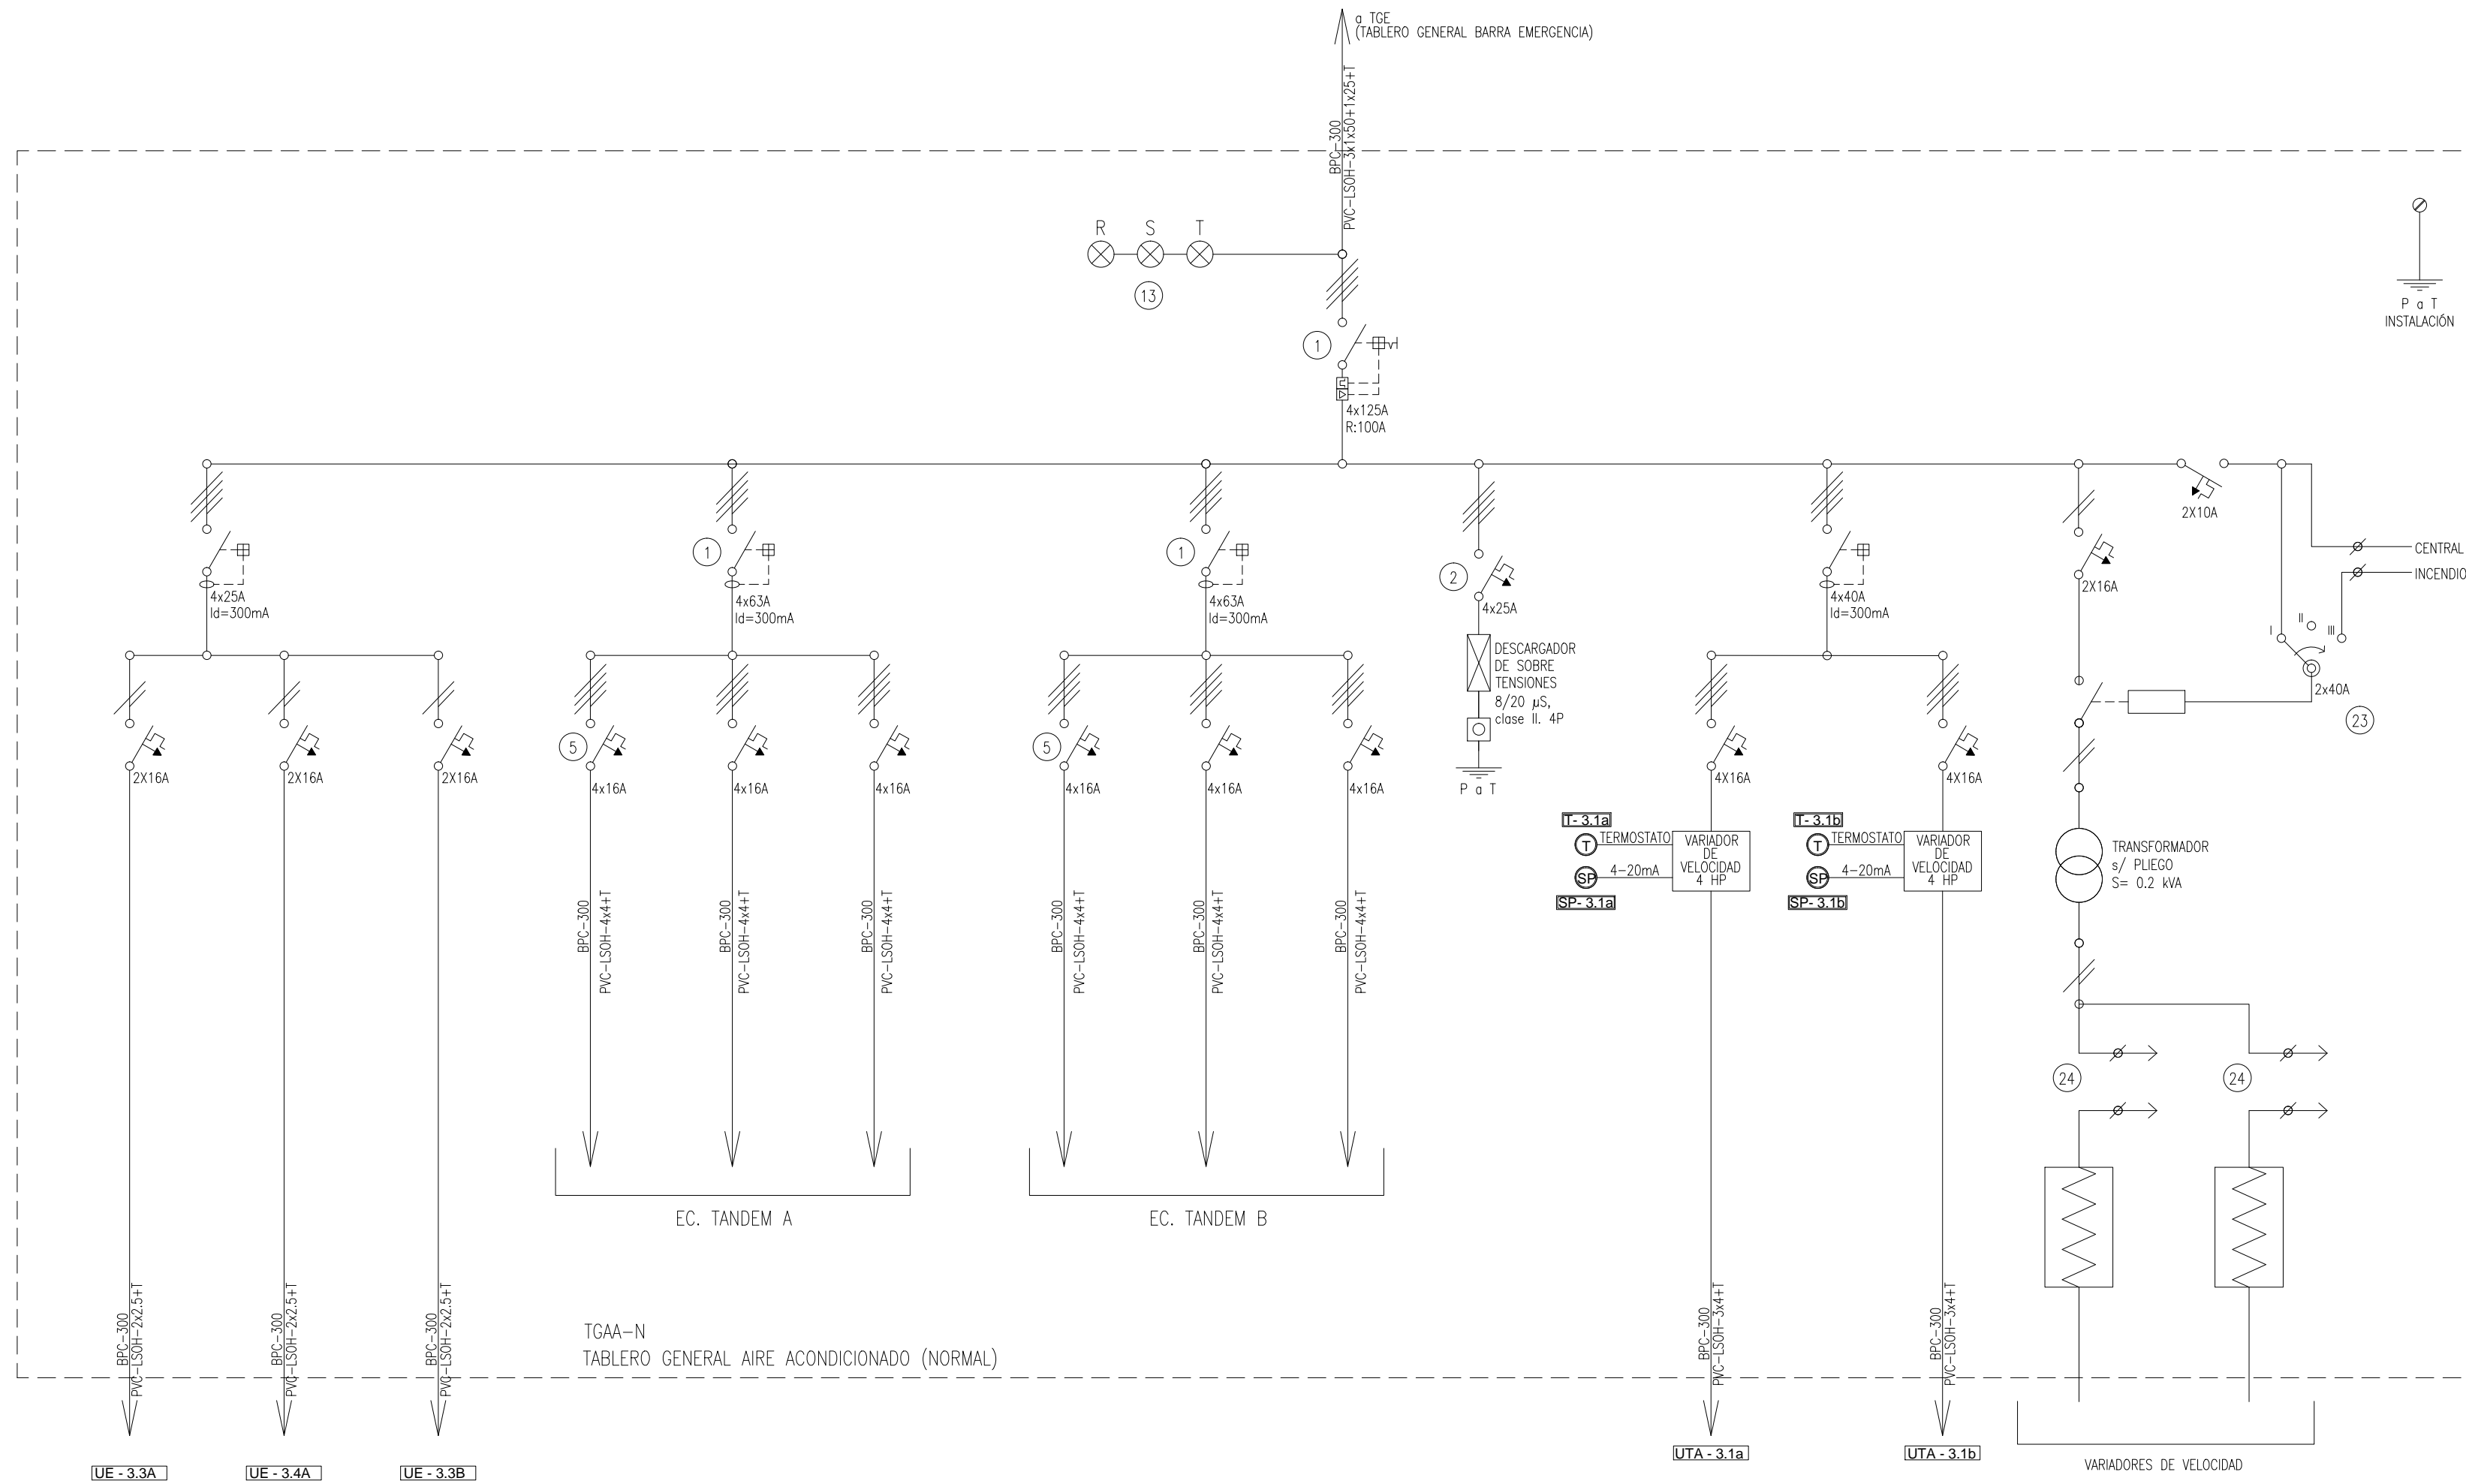 a TGE
(TABLERO GENERAL BARRA EMERGENCIA)
BPC-300
PVC-LSOH-3x1x50+1x25+T
R S T
13
P a T
INSTALACIÓN
1
4x125A
R:100A
2X10A
CENTRAL
INCENDIO
4x25A
Id=300mA
1
4x63A
Id=300mA
1
4x63A
Id=300mA
2
4x25A
4x40A
Id=300mA
2X16A
I
II
III
2x40A
23
DESCARGADOR
DE SOBRE
TENSIONES
8/20 µS,
clase II. 4P
P a T
2X16A
2X16A
2X16A
5
4x16A
4x16A
4x16A
5
4x16A
4x16A
4x16A
4X16A
4X16A
T- 3.1a
T
TERMOSTATO
SP
4-20mA
SP- 3.1a
VARIADOR
DE
VELOCIDAD
4 HP
T- 3.1b
T
TERMOSTATO
SP
4-20mA
SP- 3.1b
VARIADOR
DE
VELOCIDAD
4 HP
TRANSFORMADOR
s/ PLIEGO
S= 0.2 kVA
BPC-300
PVC-LSOH-4x4+T
BPC-300
PVC-LSOH-4x4+T
BPC-300
PVC-LSOH-4x4+T
BPC-300
PVC-LSOH-4x4+T
BPC-300
PVC-LSOH-4x4+T
BPC-300
PVC-LSOH-4x4+T
24
24
EC. TANDEM A
EC. TANDEM B
BPC-300
PVC-LSOH-2x2.5+T
BPC-300
PVC-LSOH-2x2.5+T
BPC-300
PVC-LSOH-2x2.5+T
BPC-300
PVC-LSOH-3x4+T
BPC-300
PVC-LSOH-3x4+T
TGAA-N
TABLERO GENERAL AIRE ACONDICIONADO (NORMAL)
UE - 3.3A
UE - 3.4A
UE - 3.3B
UTA - 3.1a
UTA - 3.1b
VARIADORES DE VELOCIDAD